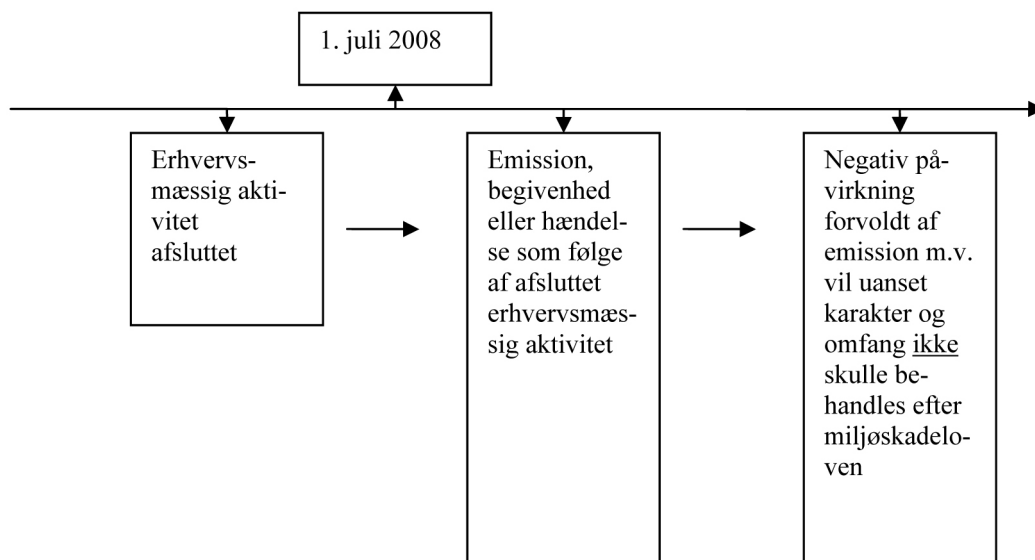 1. juli 2008
Erhvervs-
mæssig akti-
vitet
afsluttet
Emission,
begivenhed
eller hændel-
se som følge
af afsluttet
erhvervsmæs-
sig aktivitet
Negativ på-
virkning
forvoldt af
emission m.v.
vil uanset
karakter og
omfang ikke
skulle be-
handles efter
miljøskadelo-
ven